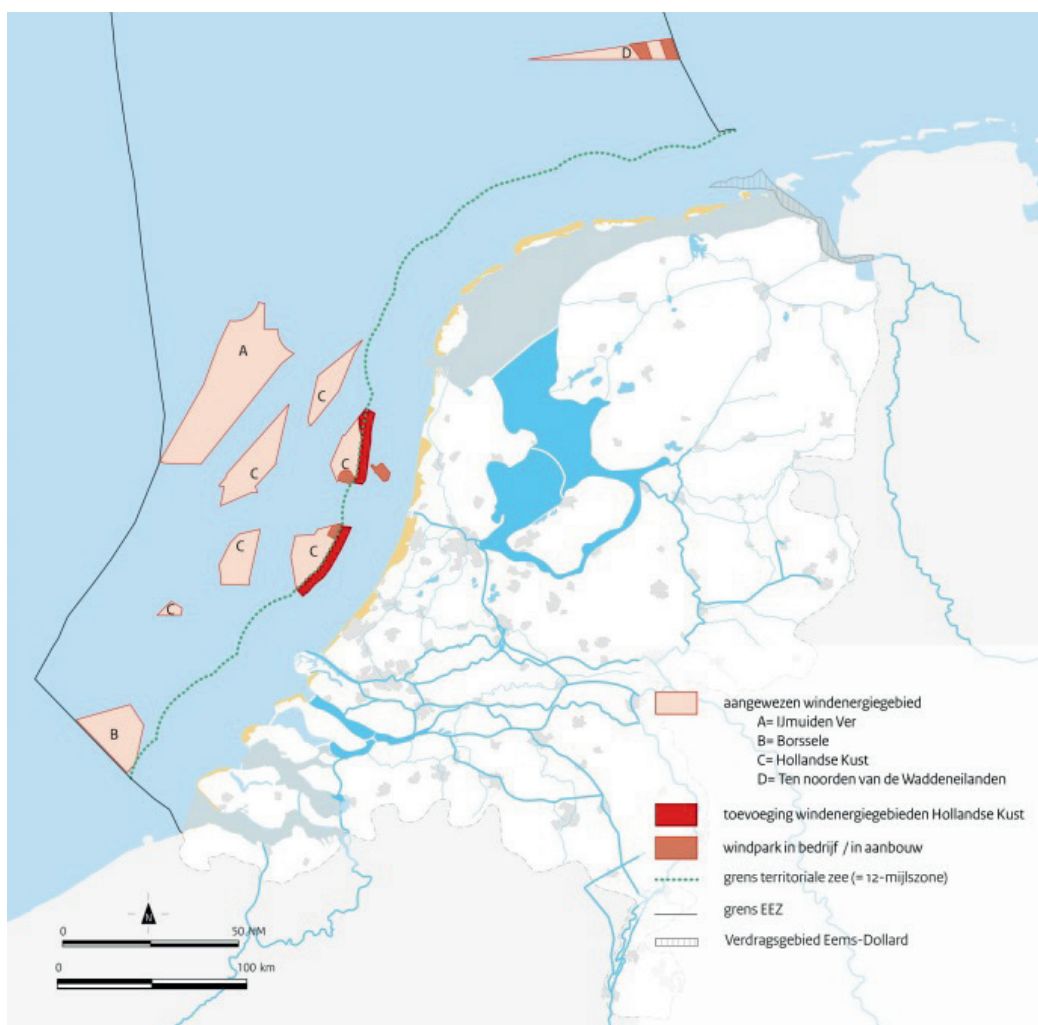 D
A
C
C
C
C
C
C
B
aangewezen windenergiegebied
A= IJmuiden Ver
B= Borssele
C= Hollandse Kust
D= Ten noorden van de Waddeneilanden
toevoeging windenergiegebieden Hollandse Kust
windpark in bedrijf / in aanbouw
grens territoriale zee (= 12-mijlszone)
grens EEZ
Verdragsgebied Eems-Dollard
N
0 50 NM
0 100 km